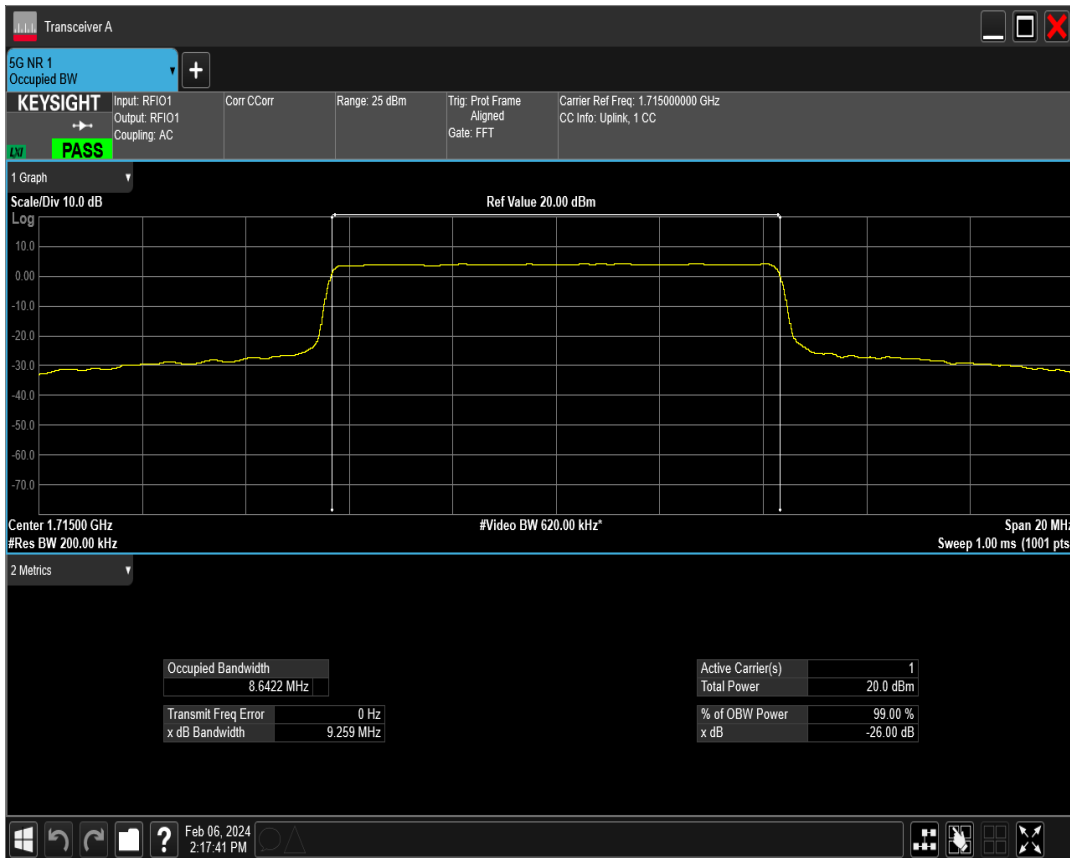 Transceiver A
5G NR 1
Occupied BW
+
KEYSIGHT
LXI
PASS
Input: RFIO1
Output: RFIO1
Coupling: AC
Corr CCorr
Range: 25 dBm
Trig: Prot Frame
Aligned
Gate: FFT
Carrier Ref Freq: 1.715000000 GHz
CC Info: Uplink, 1 CC
1 Graph
Scale/Div 10.0 dB
Ref Value 20.00 dBm
Log
10.0
0.00
-10.0
-20.0
-30.0
-40.0
-50.0
-60.0
-70.0
Center 1.71500 GHz
#Video BW 620.00 kHz*
Span 20 MHz
#Res BW 200.00 kHz
Sweep 1.00 ms (1001 pts
2 Metrics
Occupied Bandwidth
8.6422 MHz
Transmit Freq Error 0 Hz
x dB Bandwidth 9.259 MHz
Active Carrier(s) 1
Total Power 20.0 dBm
% of OBW Power 99.00 %
x dB -26.00 dB
?
Feb 06, 2024
2:17:41 PM